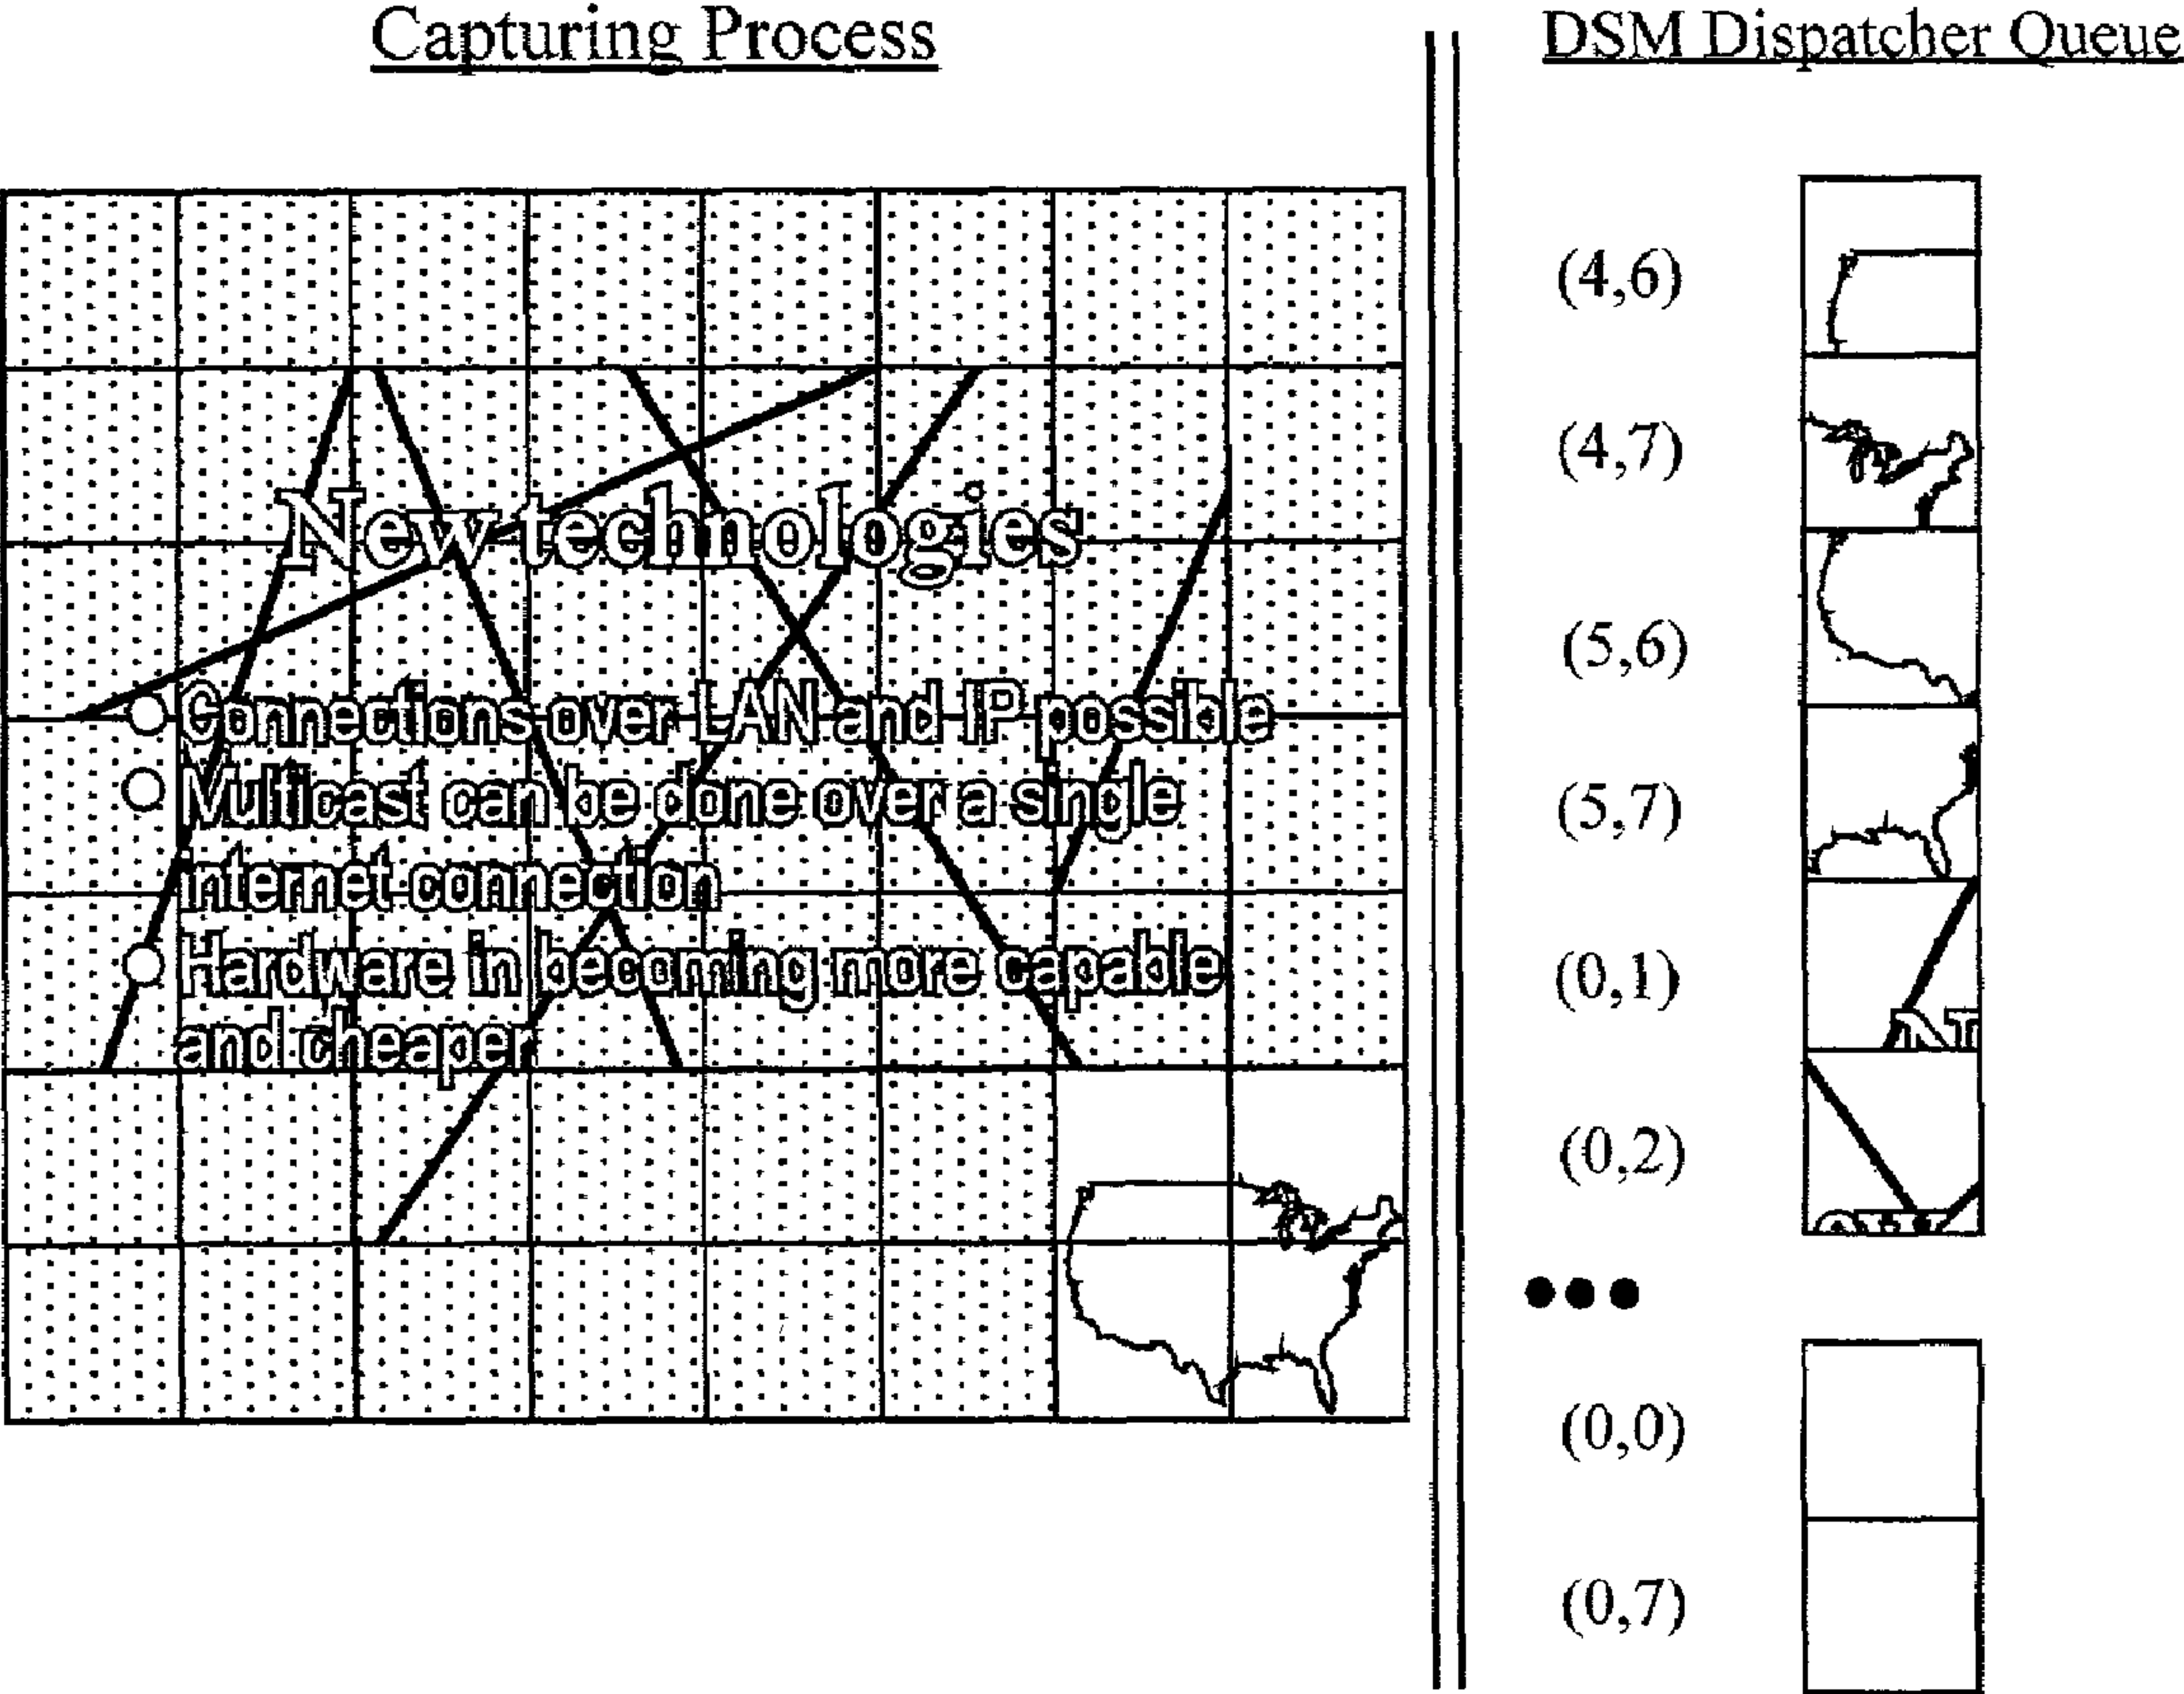 Capturing Process
New technologies
Connections over LAN and IP possible
Multicast can be done over a single
internet connection
Hardware in becoming more capable
and cheaper
DSM Dispatcher Queue
(4,6)
(4,7)
(5,6)
(5,7)
(0,1)
(0,2)
(0,0)
(0,7)